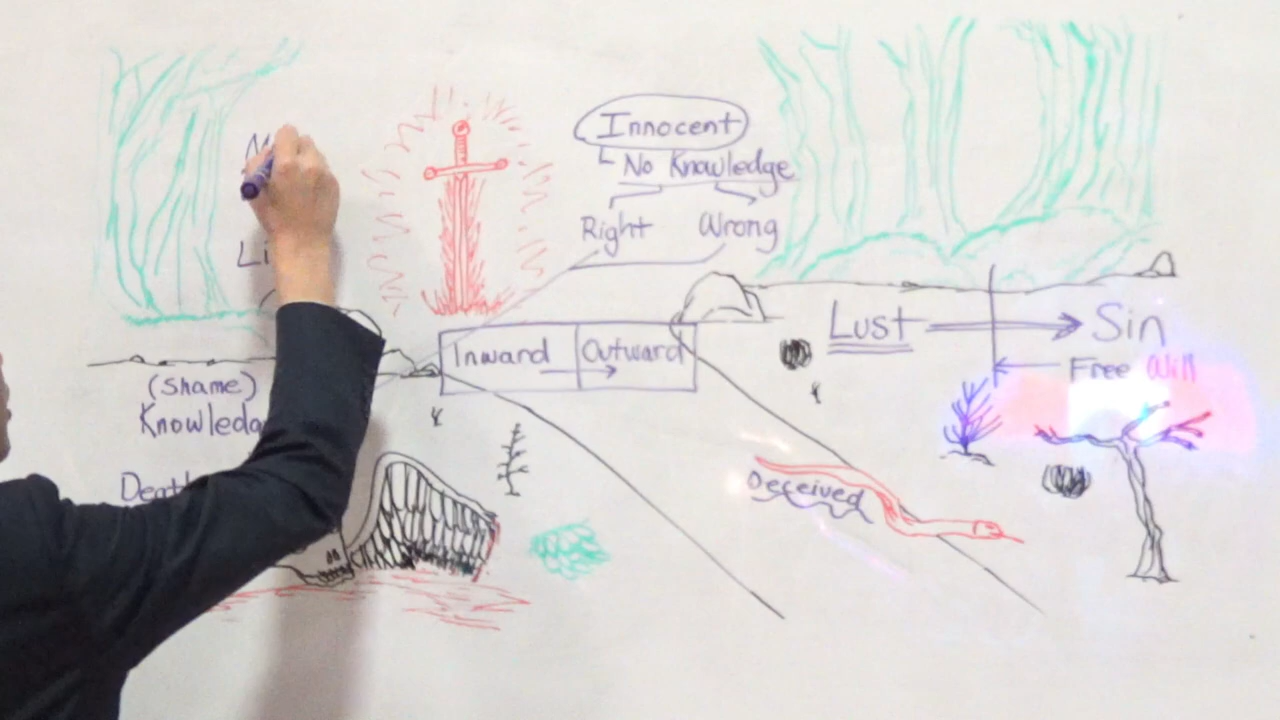 Innocent
No Knowledge
Right Wrong
Inward Outward
Lust Sin
Free Will
(Shame)
Deceived